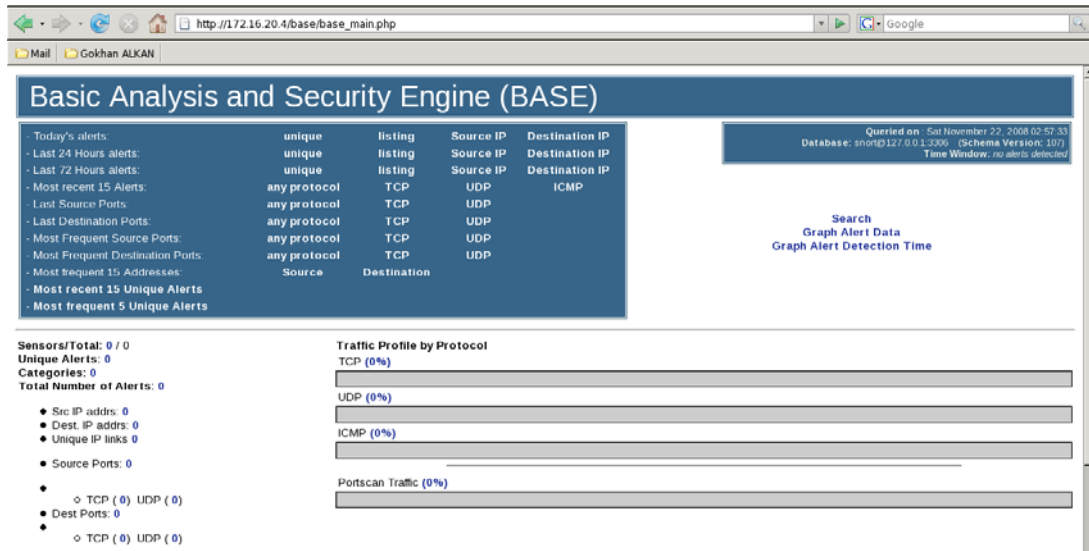 http://172.16.20.4/base/base_main.php
Google
Mail Gokhan ALKAN
Basic Analysis and Security Engine (BASE)
- Today's alerts: unique listing Source IP Destination IP
- Last 24 Hours alerts: unique listing Source IP Destination IP
- Last 72 Hours alerts: unique listing Source IP Destination IP
- Most recent 15 Alerts: any protocol TCP UDP ICMP
- Last Source Ports: any protocol TCP UDP
- Last Destination Ports: any protocol TCP UDP
- Most Frequent Source Ports: any protocol TCP UDP
- Most Frequent Destination Ports: any protocol TCP UDP
- Most frequent 15 Addresses: Source Destination
- Most recent 15 Unique Alerts
- Most frequent 5 Unique Alerts
Queried on : Sat November 22, 2008 02:57:33
Database: snort@127.0.0.1:3306 (Schema Version: 107)
Time Window: no alerts detected
Search
Graph Alert Data
Graph Alert Detection Time
Sensors/Total: 0 / 0
Unique Alerts: 0
Categories: 0
Total Number of Alerts: 0
Src IP addrs: 0
Dest. IP addrs: 0
Unique IP links 0
Source Ports: 0
TCP ( 0) UDP ( 0)
Dest Ports: 0
TCP ( 0) UDP ( 0)
Traffic Profile by Protocol
TCP (0%)
UDP (0%)
ICMP (0%)
Portscan Traffic (0%)